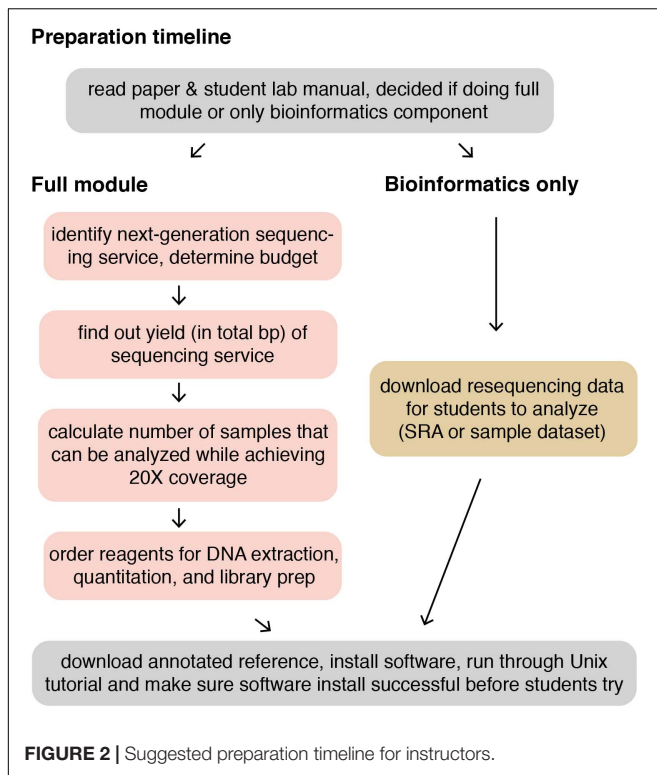 Preparation timeline
read paper & student lab manual, decided if doing full
module or only bioinformatics component
Full module
identify next-generation sequenc-
ing service, determine budget
find out yield (in total bp) of
sequencing service
calculate number of samples that
can be analyzed while achieving
20X coverage
order reagents for DNA extraction,
quantitation, and library prep
Bioinformatics only
download resequencing data
for students to analyze
(SRA or sample dataset)
download annotated reference, install software, run through Unix
tutorial and make sure software install successful before students try
FIGURE 2 | Suggested preparation timeline for instructors.